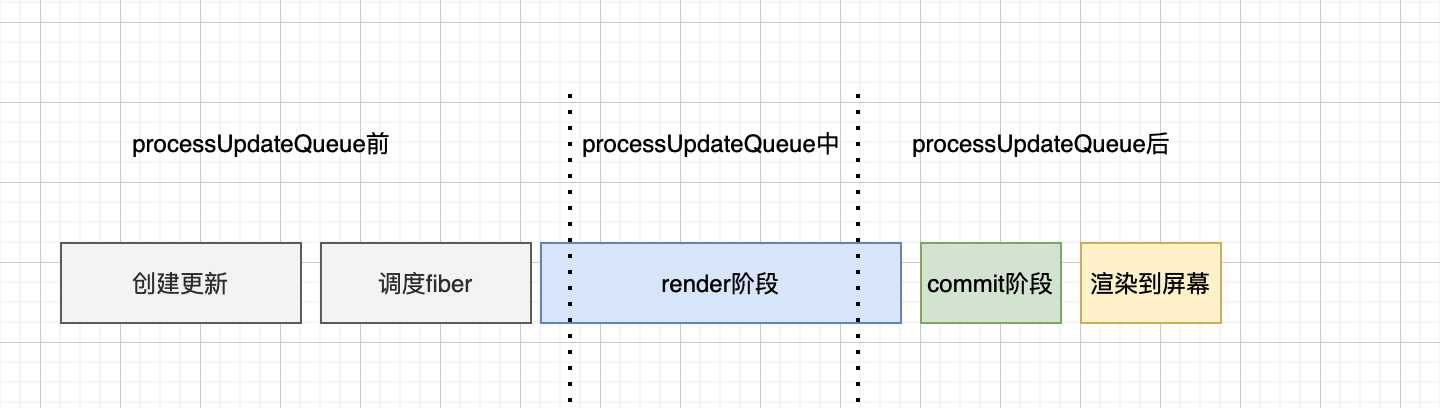 processUpdateQueue前
processUpdateQueue中
processUpdateQueue后
创建更新
调度fiber
render阶段
commit阶段
渲染到屏幕